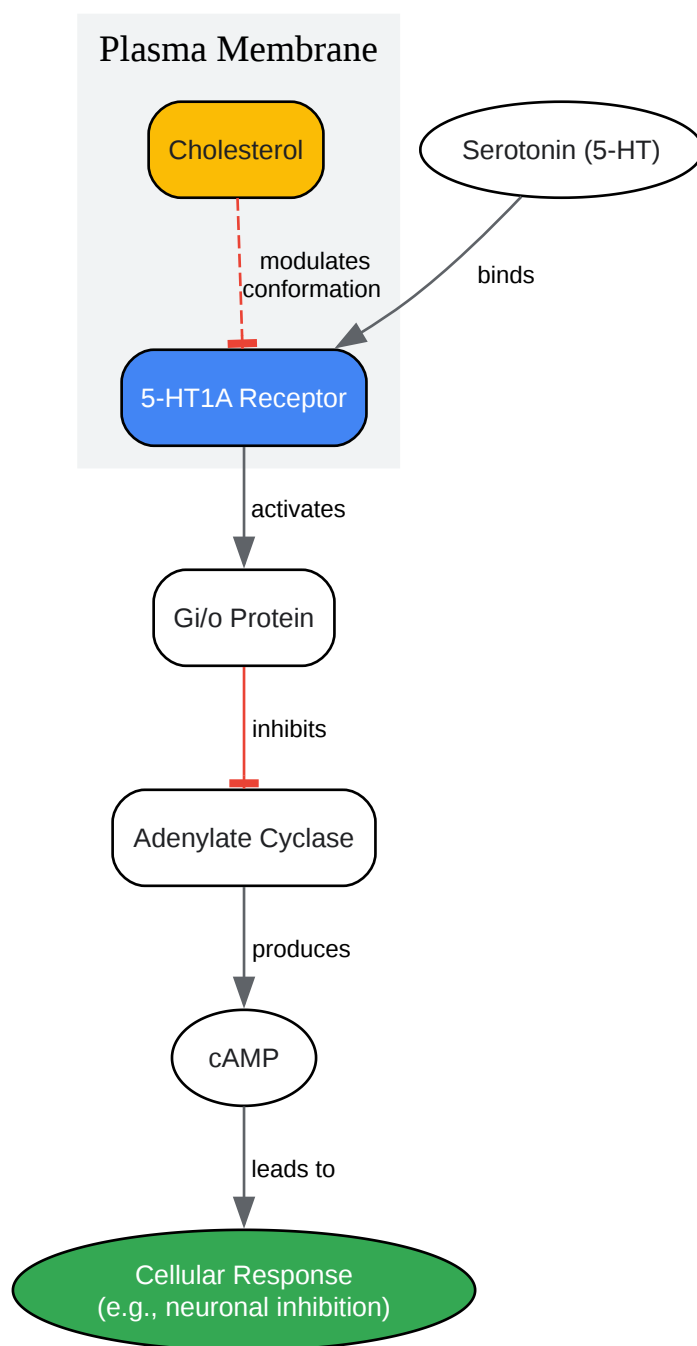 Plasma Membrane
Cholesterol
Serotonin (5-HT)
modulates
conformation
binds
5-HT1A Receptor
activates
Gi/o Protein
inhibits
Adenylate Cyclase
produces
cAMP
leads to
Cellular Response
(e.g., neuronal inhibition)